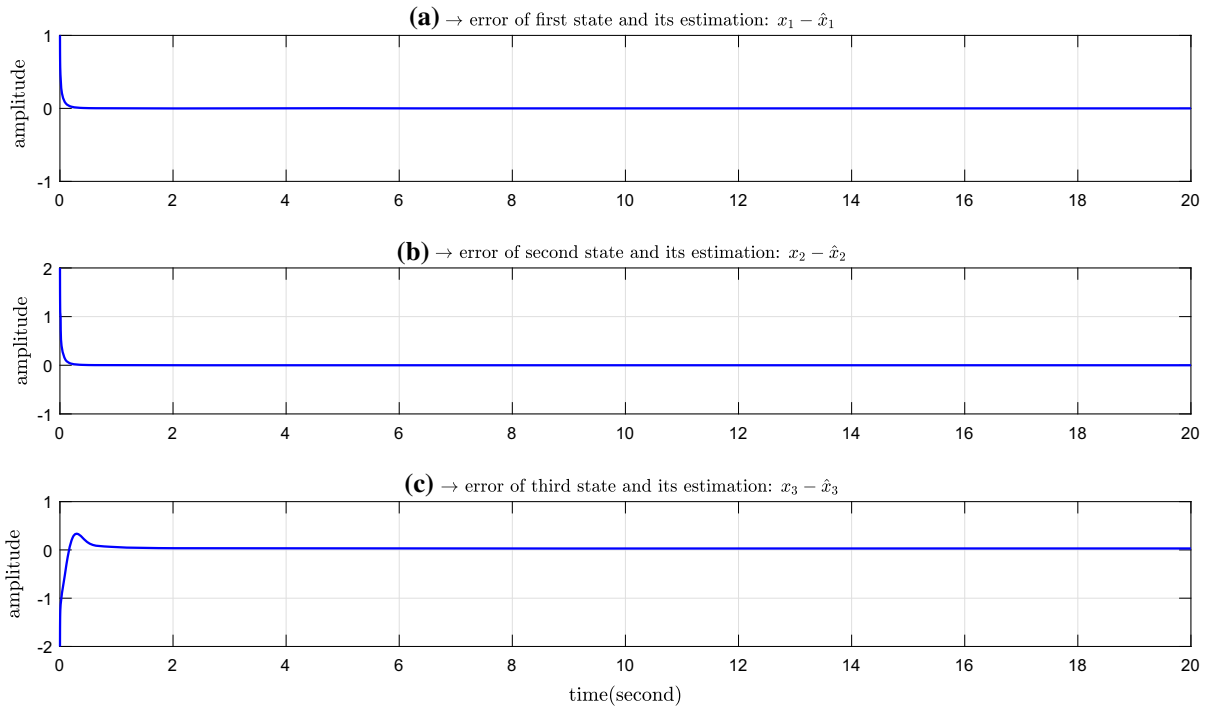 (a) → error of first state and its estimation: x₁ − x̂₁
1
0
-1
amplitude
0 2 4 6 8 10 12 14 16 18 20
(b) → error of second state and its estimation: x₂ − x̂₂
2
1
0
-1
amplitude
0 2 4 6 8 10 12 14 16 18 20
(c) → error of third state and its estimation: x₃ − x̂₃
1
0
-1
-2
amplitude
0 2 4 6 8 10 12 14 16 18 20
time(second)